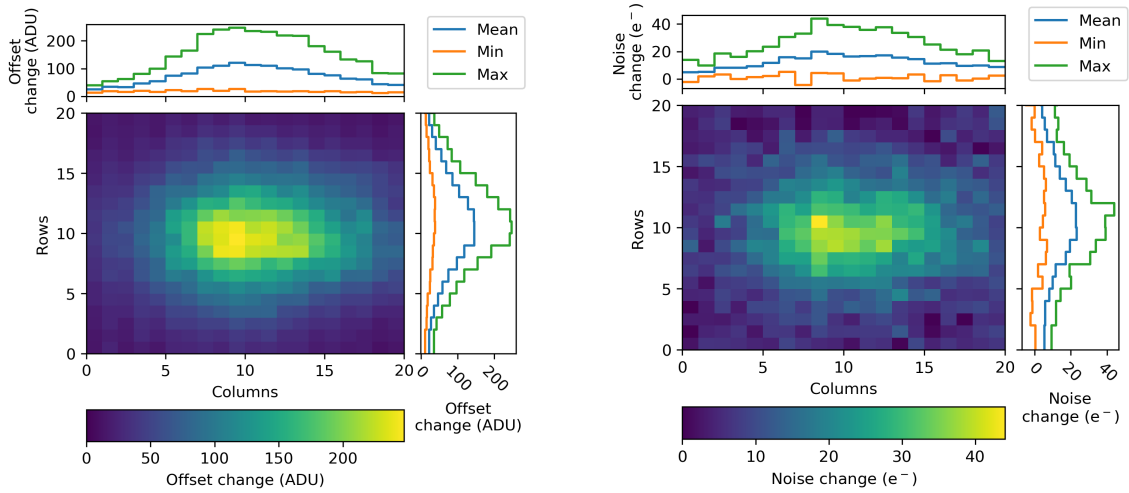 Offset
change (ADU)
200
100
0
Mean
Min
Max
Rows
20
15
10
5
0
0
5
10
15
20
Columns
0
100
200
Offset
change (ADU)
0
50
100
150
200
Offset change (ADU)
Noise
change (e⁻)
40
20
0
Mean
Min
Max
Rows
20
15
10
5
0
0
5
10
15
20
Columns
0
20
40
Noise
change (e⁻)
0
10
20
30
40
Noise change (e⁻)